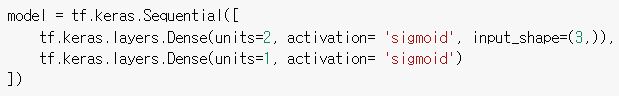 model = tf.keras.Sequential([
    tf.keras.layers.Dense(units=2, activation= 'sigmoid', input_shape=(3,)),
    tf.keras.layers.Dense(units=1, activation= 'sigmoid')
])